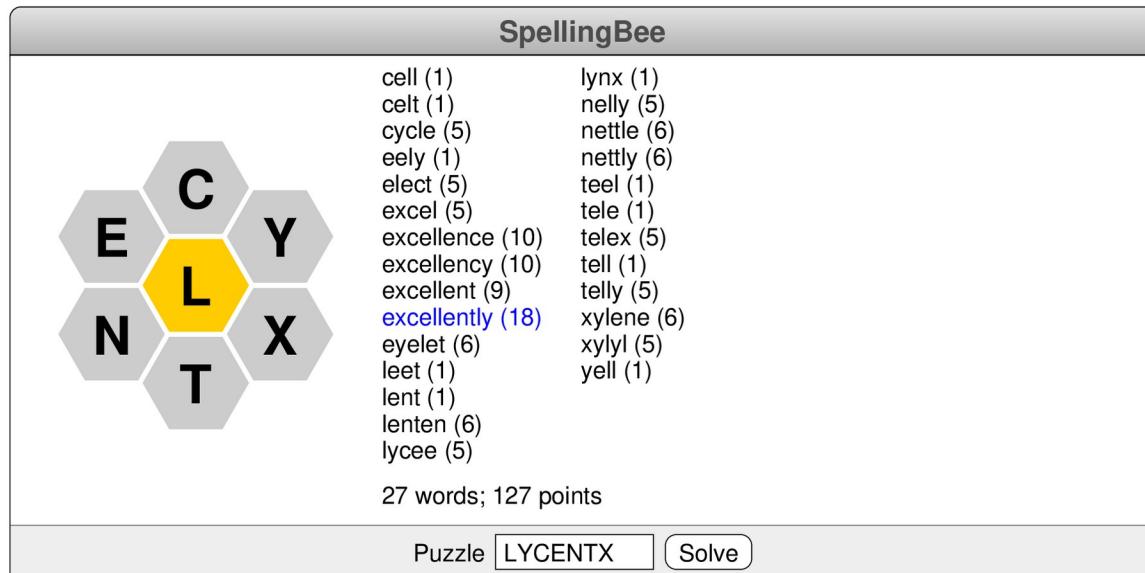 SpellingBee
C
E
Y
L
N
X
T
cell (1)
celt (1)
cycle (5)
eely (1)
elect (5)
excel (5)
excellence (10)
excellency (10)
excellent (9)
excellently (18)
eyelet (6)
leet (1)
lent (1)
lenten (6)
lycee (5)
lynx (1)
nelly (5)
nettle (6)
nettly (6)
teel (1)
tele (1)
telex (5)
tell (1)
telly (5)
xylene (6)
xylyl (5)
yell (1)
27 words; 127 points
Puzzle LYCENTX Solve